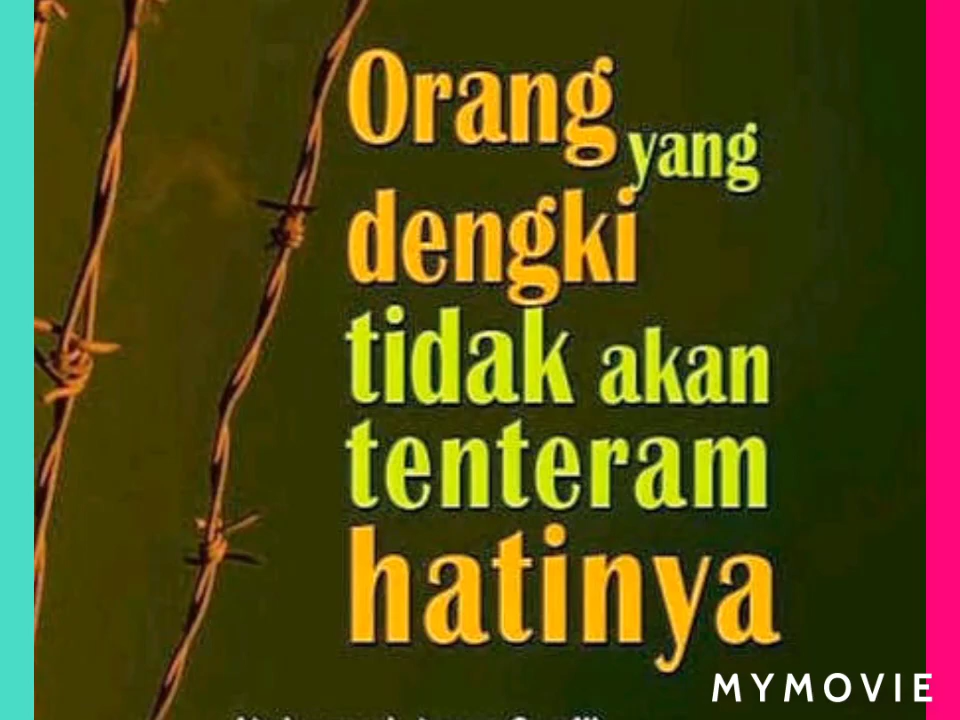 Orang yang
dengki
tidak akan
tenteram
hatinya
MYMOVIE